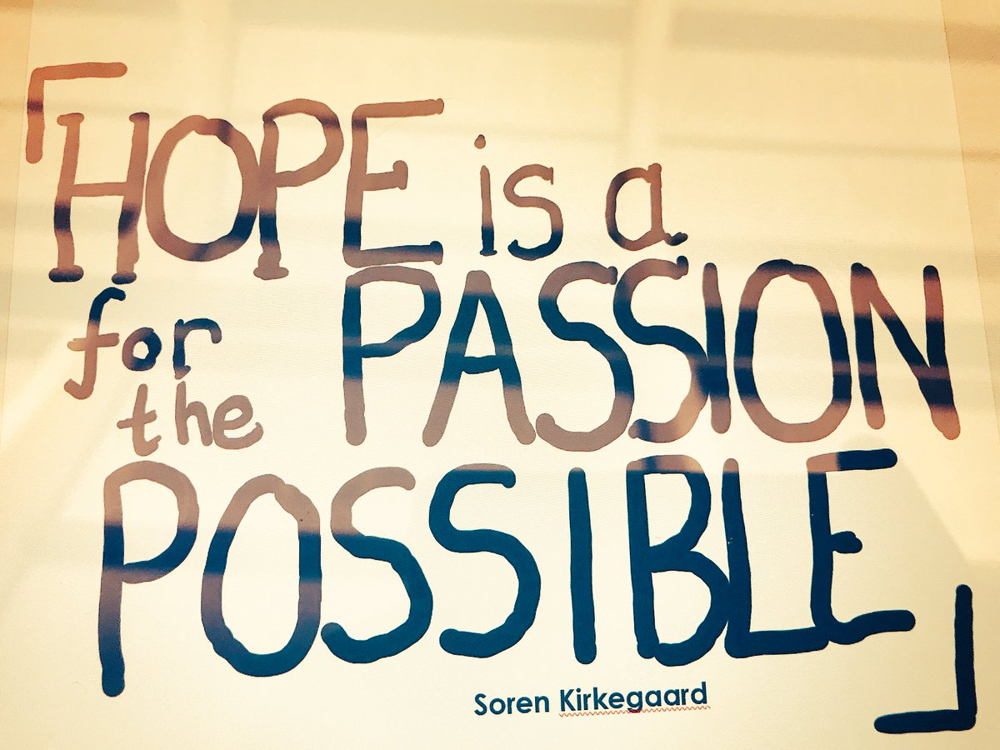 「HOPE is a
for the PASSION
POSSIBLE」
Soren Kirkegaard